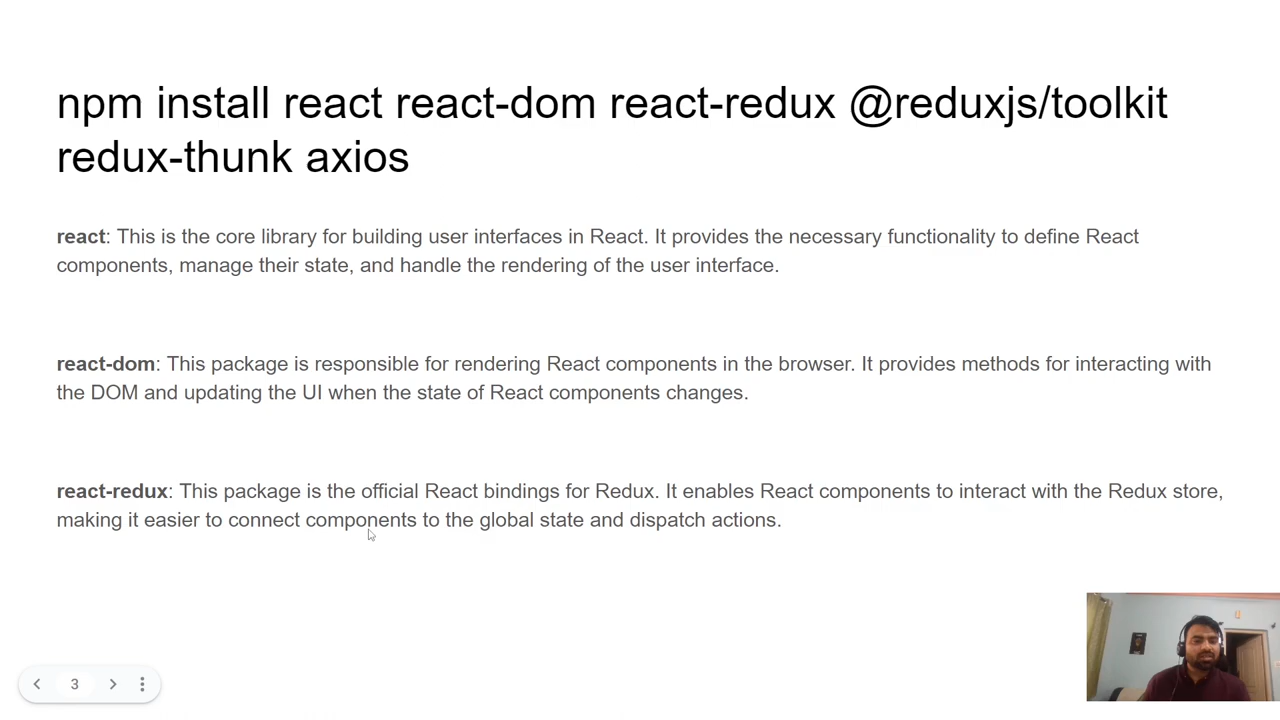 npm install react react-dom react-redux @reduxjs/toolkit
redux-thunk axios
react: This is the core library for building user interfaces in React. It provides the necessary functionality to define React
components, manage their state, and handle the rendering of the user interface.
react-dom: This package is responsible for rendering React components in the browser. It provides methods for interacting with
the DOM and updating the UI when the state of React components changes.
react-redux: This package is the official React bindings for Redux. It enables React components to interact with the Redux store,
making it easier to connect components to the global state and dispatch actions.
3